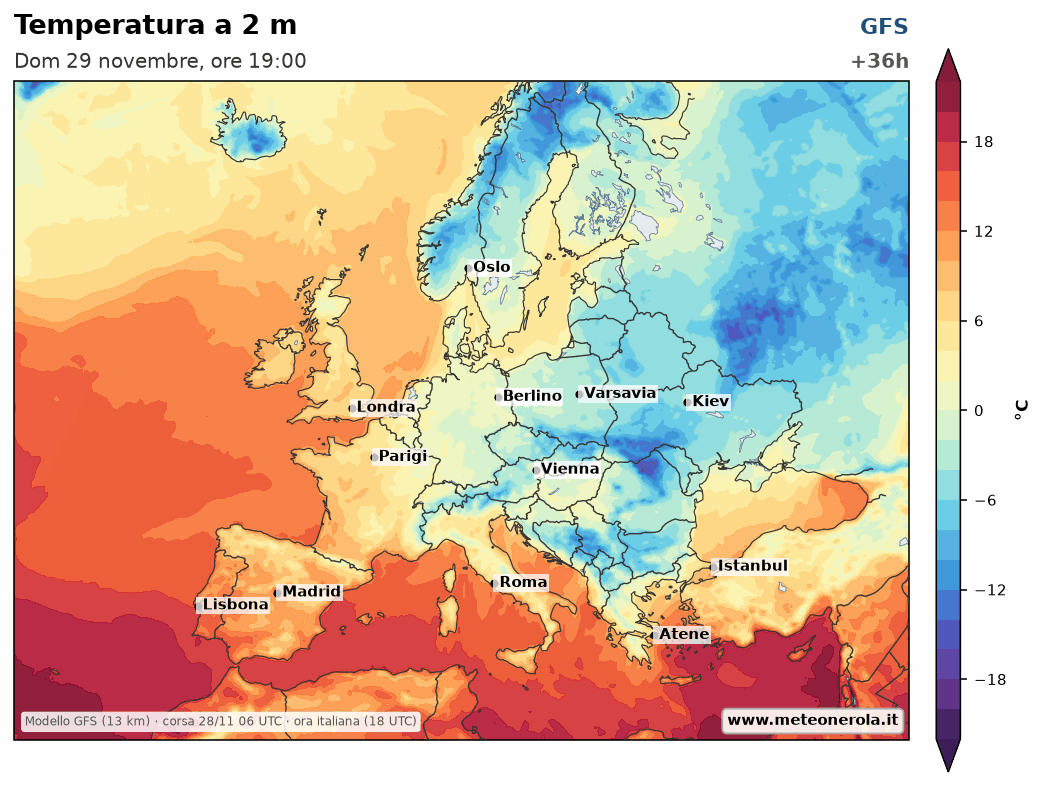 Temperatura a 2 m
GFS
Dom 29 novembre, ore 19:00
+36h
18
12
6
0
−6
−12
−18
°C
Oslo
Londra
Berlino
Varsavia
Kiev
Parigi
Vienna
Istanbul
Roma
Madrid
Lisbona
Atene
Modello GFS (13 km) · corsa 28/11 06 UTC · ora italiana (18 UTC)
www.meteonerola.it